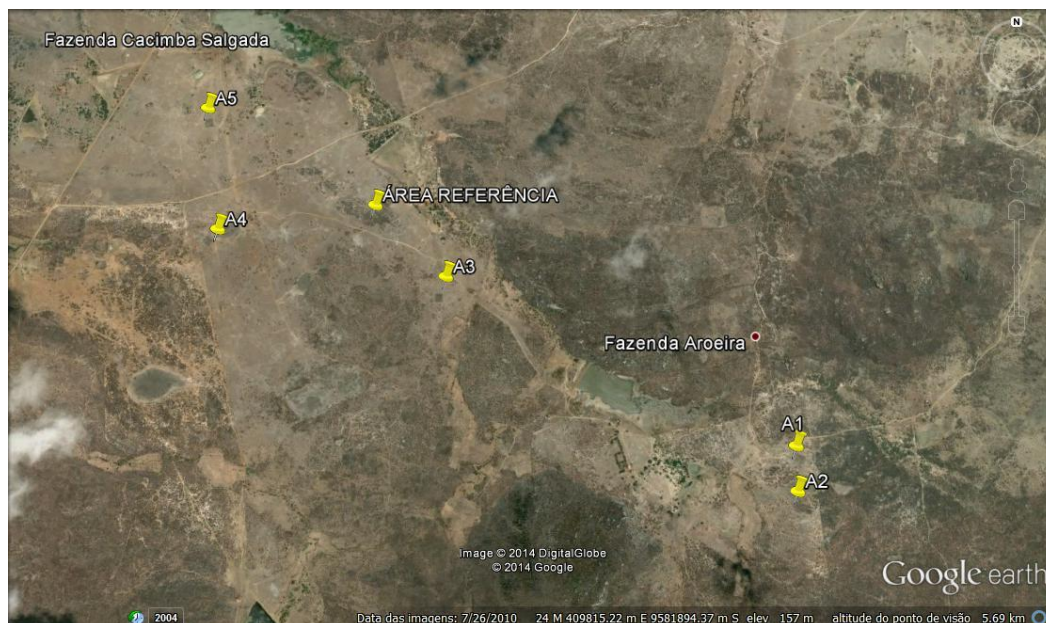 Fazenda Cacimba Salgada
N
A5
ÁREA REFERÊNCIA
A4
A3
Fazenda Aroeira
A1
A2
Image © 2014 DigitalGlobe
© 2014 Google
Google earth
2004
Data das imagens: 7/26/2010 24 M 409815.22 m E 9581894.37 m S elev 157 m altitude do ponto de visão 5.69 km